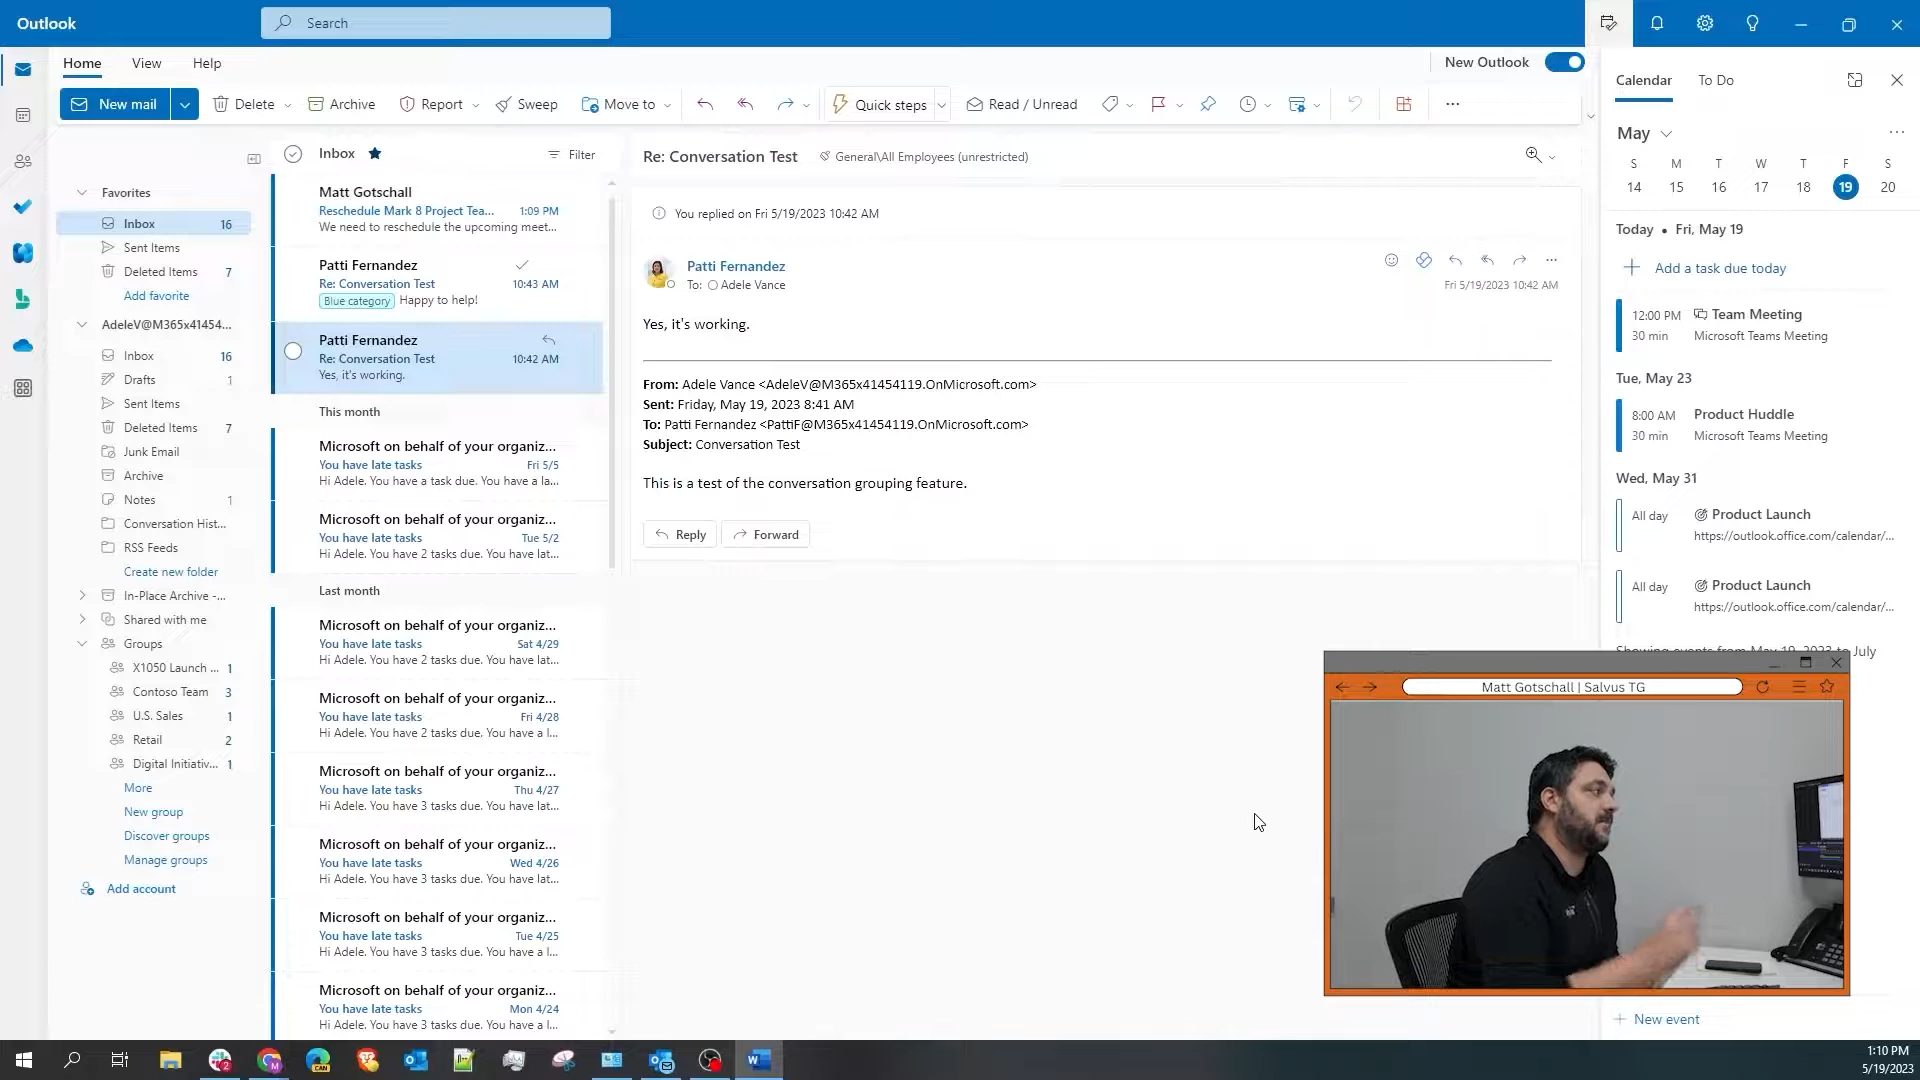 Outlook
Search
Home
View
Help
New Outlook
New mail
Delete
Archive
Report
Sweep
Move to
Quick steps
Read / Unread
Favorites
Inbox 16
Sent Items
Deleted Items 7
Add favorite
AdeleV@M365x41454...
Inbox 16
Drafts 1
Sent Items
Deleted Items 7
Junk Email
Archive
Notes 1
Conversation Hist...
RSS Feeds
Create new folder
In-Place Archive -...
Shared with me
Groups
X1050 Launch ... 1
Contoso Team 3
U.S. Sales 1
Retail 2
Digital Initiativ... 1
More
New group
Discover groups
Manage groups
Add account
Inbox
Filter
Matt Gotschall
Reschedule Mark 8 Project Tea... 1:09 PM
We need to reschedule the upcoming meet...
Patti Fernandez
Re: Conversation Test 10:43 AM
Blue category Happy to help!
Patti Fernandez
Re: Conversation Test 10:42 AM
Yes, it's working.
This month
Microsoft on behalf of your organiz...
You have late tasks Fri 5/5
Hi Adele. You have a task due. You have a la...
Microsoft on behalf of your organiz...
You have late tasks Tue 5/2
Hi Adele. You have 2 tasks due. You have lat...
Last month
Microsoft on behalf of your organiz...
You have late tasks Sat 4/29
Hi Adele. You have 2 tasks due. You have lat...
Microsoft on behalf of your organiz...
You have late tasks Fri 4/28
Hi Adele. You have 2 tasks due. You have a l...
Microsoft on behalf of your organiz...
You have late tasks Thu 4/27
Hi Adele. You have 3 tasks due. You have lat...
Microsoft on behalf of your organiz...
You have late tasks Wed 4/26
Hi Adele. You have 3 tasks due. You have lat...
Microsoft on behalf of your organiz...
You have late tasks Tue 4/25
Hi Adele. You have 3 tasks due. You have a l...
Microsoft on behalf of your organiz...
You have late tasks Mon 4/24
Hi Adele. You have 3 tasks due. You have a l...
Re: Conversation Test
General\All Employees (unrestricted)
You replied on Fri 5/19/2023 10:42 AM
Patti Fernandez
To: Adele Vance
Fri 5/19/2023 10:42 AM
Yes, it's working.
From: Adele Vance <AdeleV@M365x41454119.OnMicrosoft.com>
Sent: Friday, May 19, 2023 8:41 AM
To: Patti Fernandez <PattiF@M365x41454119.OnMicrosoft.com>
Subject: Conversation Test
This is a test of the conversation grouping feature.
Reply
Forward
Calendar
To Do
May
S M T W T F S
14 15 16 17 18 19 20
Today • Fri, May 19
Add a task due today
12:00 PM Team Meeting
30 min Microsoft Teams Meeting
Tue, May 23
8:00 AM Product Huddle
30 min Microsoft Teams Meeting
Wed, May 31
All day Product Launch
https://outlook.office.com/calendar/...
All day Product Launch
https://outlook.office.com/calendar/...
Showing events from May 19, 2023 to July
Matt Gotschall | Salvus TG
New event
1:10 PM
5/19/2023